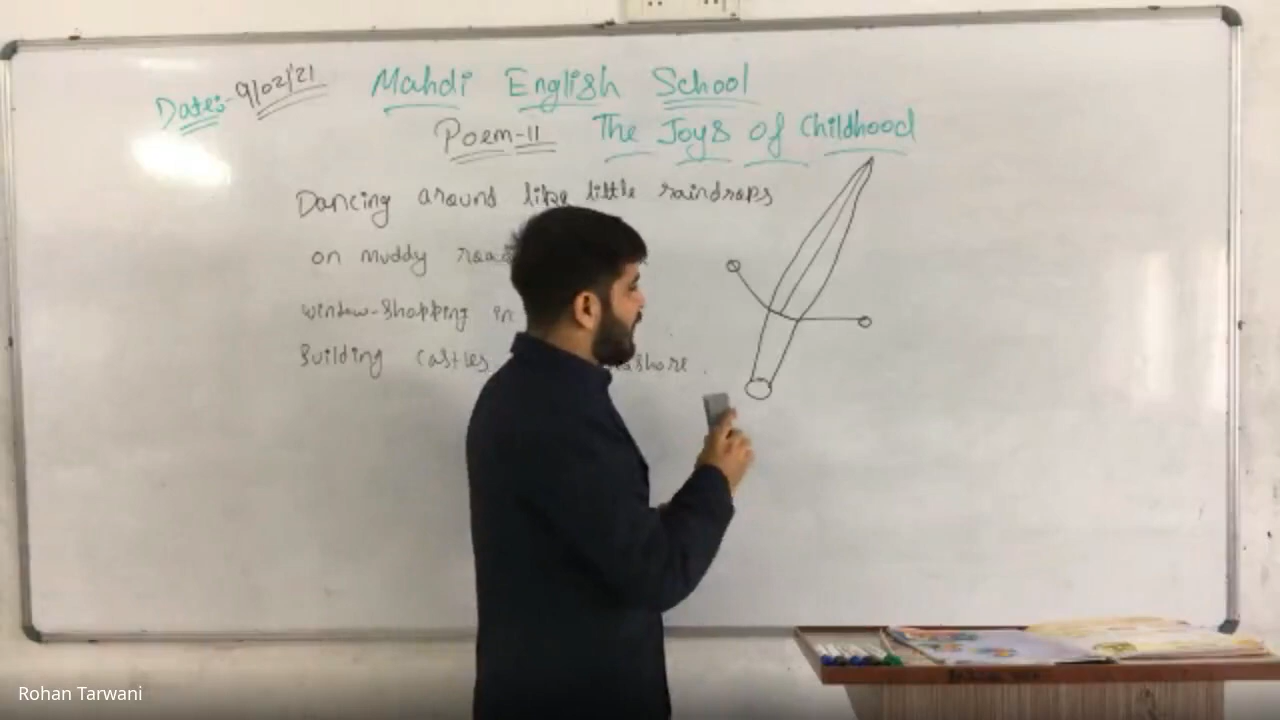 Date:- 9/02/21
Mahdi English School
Poem-11 The Joys of Childhood
Dancing around like little raindrops
on muddy
window-shopping in
Building castles
Rohan Tarwani